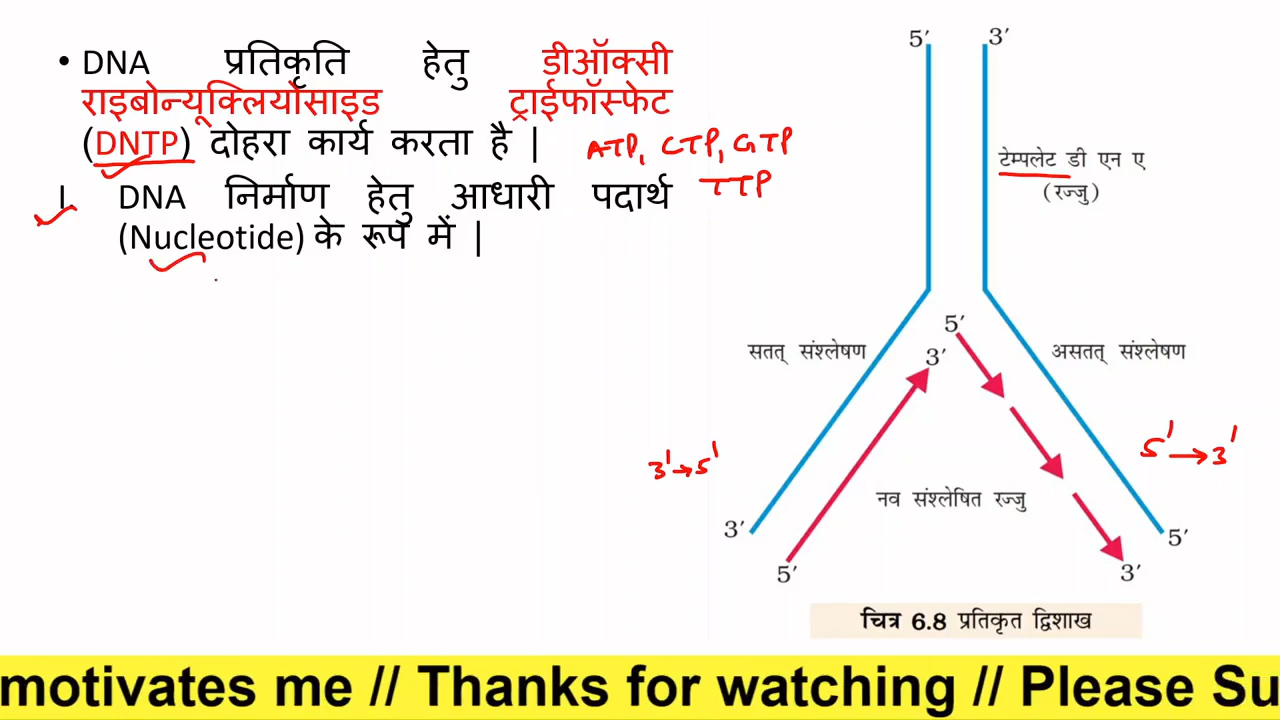 • DNA प्रतिकृति हेतु डीऑक्सी
राइबोन्यूक्लियोसाइड ट्राईफॉस्फेट
(DNTP) दोहरा कार्य करता है |
ATP, CTP, GTP
TTP
I. DNA निर्माण हेतु आधारी पदार्थ
(Nucleotide) के रूप में |
5′ 3′
टेम्पलेट डी एन ए
(रज्जु)
5′
3′
सतत् संश्लेषण
असतत् संश्लेषण
3′→5′
5′→3′
नव संश्लेषित रज्जु
3′
5′
5′
3′
चित्र 6.8 प्रतिकृत द्विशाख
motivates me // Thanks for watching // Please Su